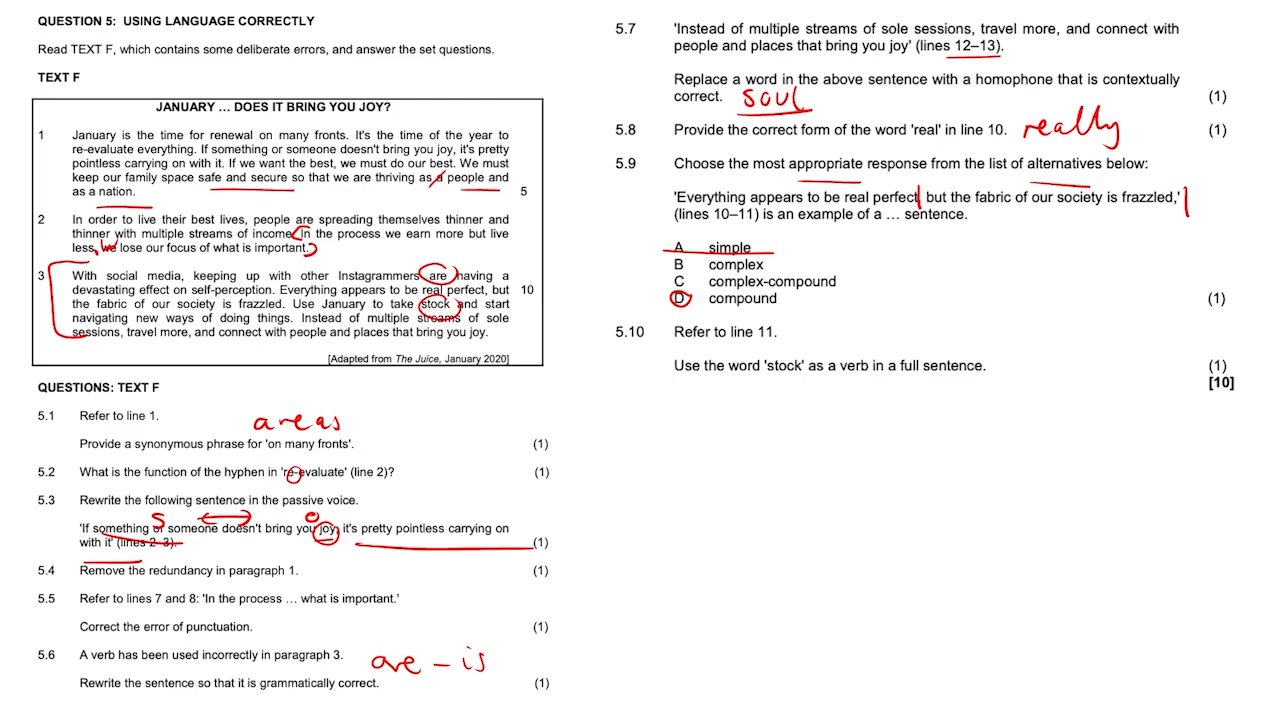 QUESTION 5: USING LANGUAGE CORRECTLY
Read TEXT F, which contains some deliberate errors, and answer the set questions.
TEXT F
JANUARY … DOES IT BRING YOU JOY?
1 January is the time for renewal on many fronts. It's the time of the year to
re-evaluate everything. If something or someone doesn't bring you joy, it's pretty
pointless carrying on with it. If we want the best, we must do our best. We must
keep our family space safe and secure so that we are thriving as a people and
as a nation. 5
2 In order to live their best lives, people are spreading themselves thinner and
thinner with multiple streams of income. In the process we earn more but live
less, we lose our focus of what is important.
3 With social media, keeping up with other Instagrammers are having a
devastating effect on self-perception. Everything appears to be real perfect, but 10
the fabric of our society is frazzled. Use January to take stock and start
navigating new ways of doing things. Instead of multiple streams of sole
sessions, travel more, and connect with people and places that bring you joy.
[Adapted from The Juice, January 2020]
QUESTIONS: TEXT F
5.1 Refer to line 1.
areas
Provide a synonymous phrase for 'on many fronts'. (1)
5.2 What is the function of the hyphen in 're-evaluate' (line 2)? (1)
5.3 Rewrite the following sentence in the passive voice.
S O
'If something or someone doesn't bring you joy, it's pretty pointless carrying on
with it' (lines 2–3). (1)
5.4 Remove the redundancy in paragraph 1. (1)
5.5 Refer to lines 7 and 8: 'In the process … what is important.'
Correct the error of punctuation. (1)
5.6 A verb has been used incorrectly in paragraph 3. are – is
Rewrite the sentence so that it is grammatically correct. (1)
5.7 'Instead of multiple streams of sole sessions, travel more, and connect with
people and places that bring you joy' (lines 12–13).
Replace a word in the above sentence with a homophone that is contextually
correct. soul (1)
5.8 Provide the correct form of the word 'real' in line 10. really (1)
5.9 Choose the most appropriate response from the list of alternatives below:
'Everything appears to be real perfect, but the fabric of our society is frazzled,'
(lines 10–11) is an example of a … sentence.
A simple
B complex
C complex-compound
D compound (1)
5.10 Refer to line 11.
Use the word 'stock' as a verb in a full sentence. (1)
[10]